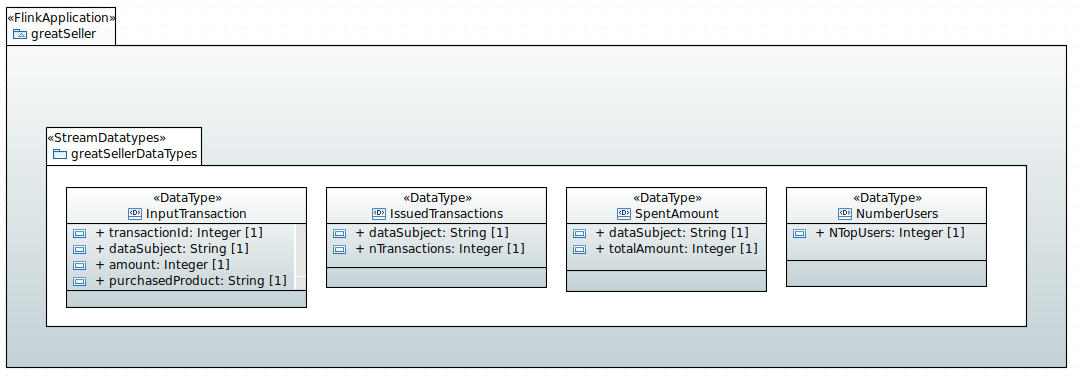 «FlinkApplication»
greatSeller
«StreamDatatypes»
greatSellerDataTypes
«DataType»
InputTransaction
+ transactionId: Integer [1]
+ dataSubject: String [1]
+ amount: Integer [1]
+ purchasedProduct: String [1]
«DataType»
IssuedTransactions
+ dataSubject: String [1]
+ nTransactions: Integer [1]
«DataType»
SpentAmount
+ dataSubject: String [1]
+ totalAmount: Integer [1]
«DataType»
NumberUsers
+ NTopUsers: Integer [1]